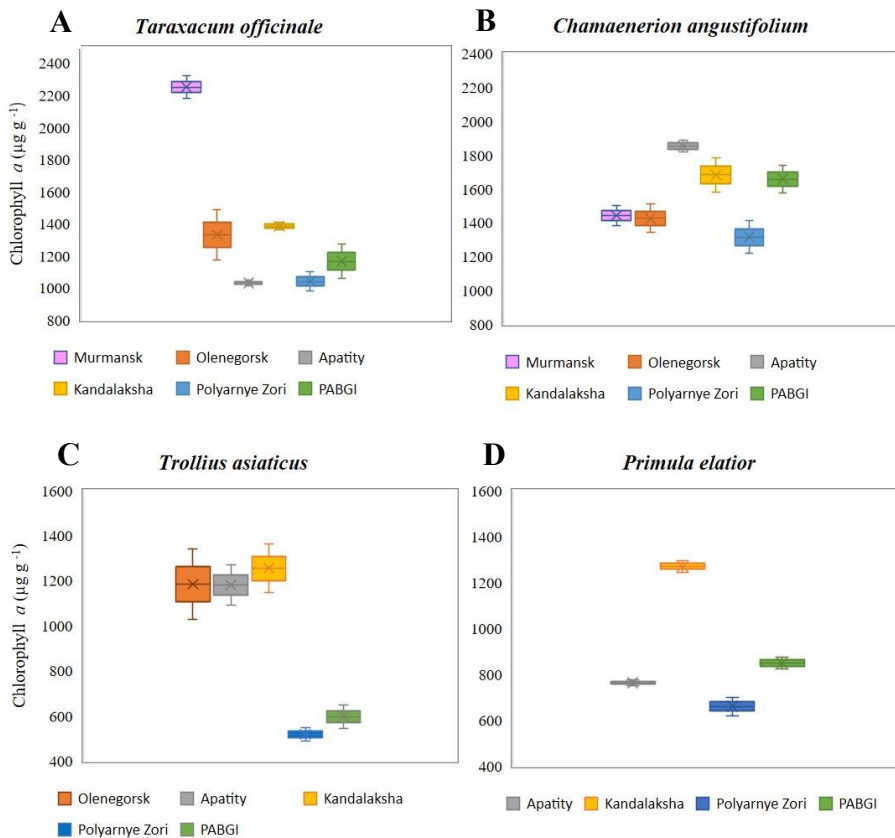 A
Taraxacum officinale
Chlorophyll a (µg g -1)
2400
2200
2000
1800
1600
1400
1200
1000
800
Murmansk Olenegorsk Apatity
Kandalaksha Polyarnye Zori PABGI
B
Chamaenerion angustifolium
2400
2200
2000
1800
1600
1400
1200
1000
800
Murmansk Olenegorsk Apatity
Kandalaksha Polyarnye Zori PABGI
C
Trollius asiaticus
Chlorophyll a (µg g -1)
1600
1400
1200
1000
800
600
400
Olenegorsk Apatity Kandalaksha
Polyarnye Zori PABGI
D
Primula elatior
1600
1400
1200
1000
800
600
400
Apatity Kandalaksha Polyarnye Zori PABGI